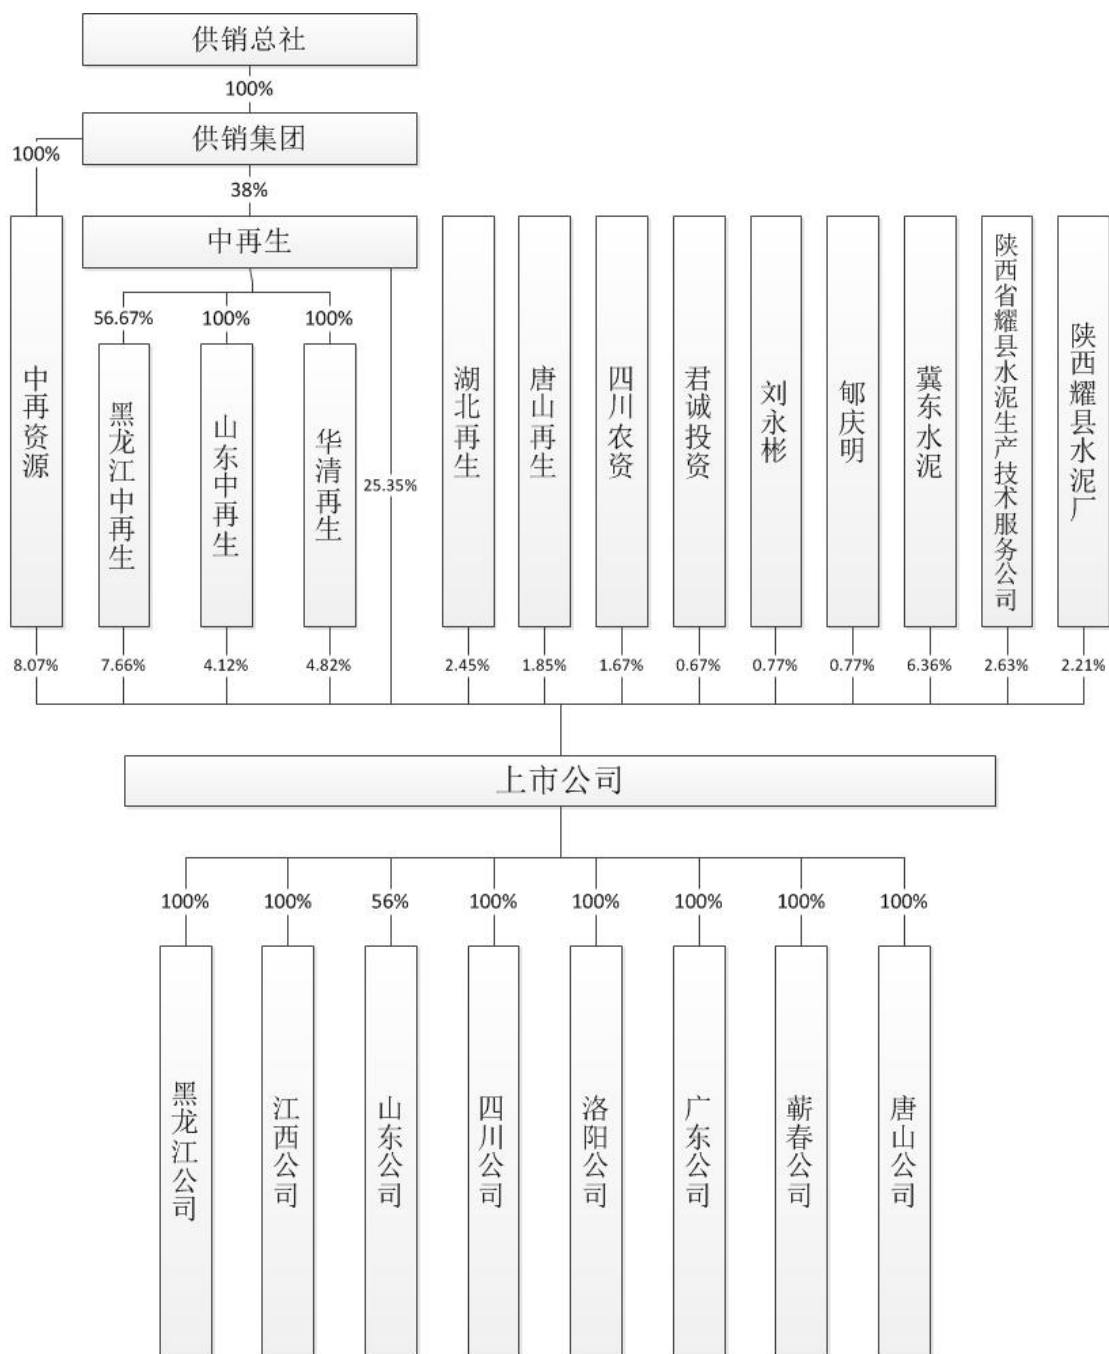 供销总社
100%
供销集团
100%
38%
中再生
56.67%
100%
100%
中再资源
黑龙江中再生
山东中再生
华清再生
25.35%
湖北再生
唐山再生
四川农资
君诚投资
刘永彬
郇庆明
冀东水泥
陕西省耀县水泥生产技术服务公司
陕西耀县水泥厂
8.07%
7.66%
4.12%
4.82%
2.45%
1.85%
1.67%
0.67%
0.77%
0.77%
6.36%
2.63%
2.21%
上市公司
100%
100%
56%
100%
100%
100%
100%
100%
黑龙江公司
江西公司
山东公司
四川公司
洛阳公司
广东公司
蕲春公司
唐山公司